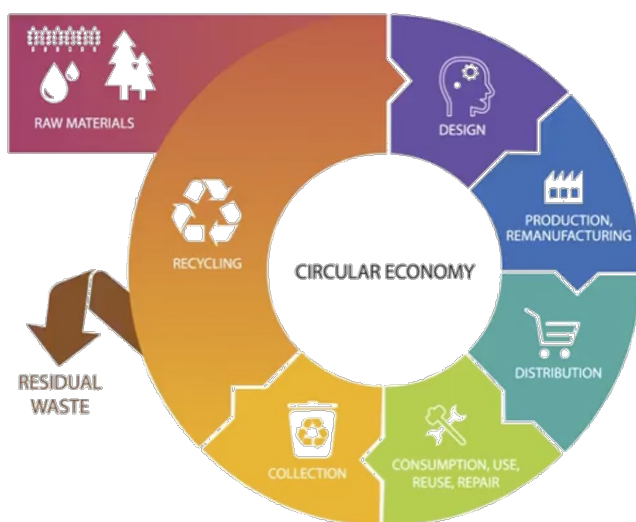 RAW MATERIALS
DESIGN
PRODUCTION,
REMANUFACTURING
RECYCLING
CIRCULAR ECONOMY
DISTRIBUTION
RESIDUAL
WASTE
COLLECTION
CONSUMPTION, USE,
REUSE, REPAIR